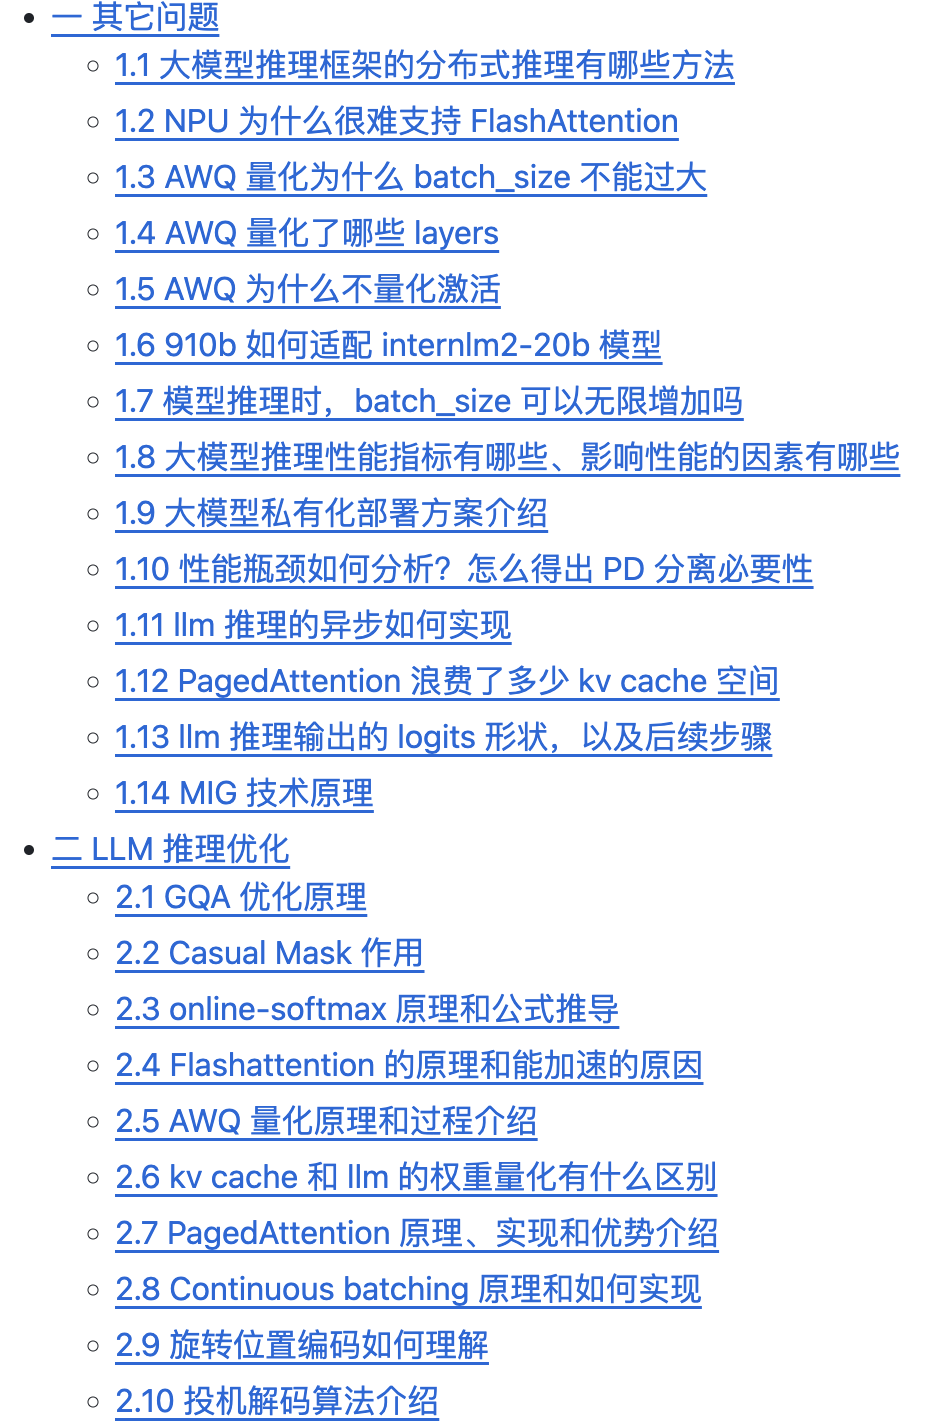 一 其它问题
1.1 大模型推理框架的分布式推理有哪些方法
1.2 NPU 为什么很难支持 FlashAttention
1.3 AWQ 量化为什么 batch_size 不能过大
1.4 AWQ 量化了哪些 layers
1.5 AWQ 为什么不量化激活
1.6 910b 如何适配 internlm2-20b 模型
1.7 模型推理时，batch_size 可以无限增加吗
1.8 大模型推理性能指标有哪些、影响性能的因素有哪些
1.9 大模型私有化部署方案介绍
1.10 性能瓶颈如何分析？怎么得出 PD 分离必要性
1.11 llm 推理的异步如何实现
1.12 PagedAttention 浪费了多少 kv cache 空间
1.13 llm 推理输出的 logits 形状，以及后续步骤
1.14 MIG 技术原理
二 LLM 推理优化
2.1 GQA 优化原理
2.2 Casual Mask 作用
2.3 online-softmax 原理和公式推导
2.4 Flashattention 的原理和能加速的原因
2.5 AWQ 量化原理和过程介绍
2.6 kv cache 和 llm 的权重量化有什么区别
2.7 PagedAttention 原理、实现和优势介绍
2.8 Continuous batching 原理和如何实现
2.9 旋转位置编码如何理解
2.10 投机解码算法介绍